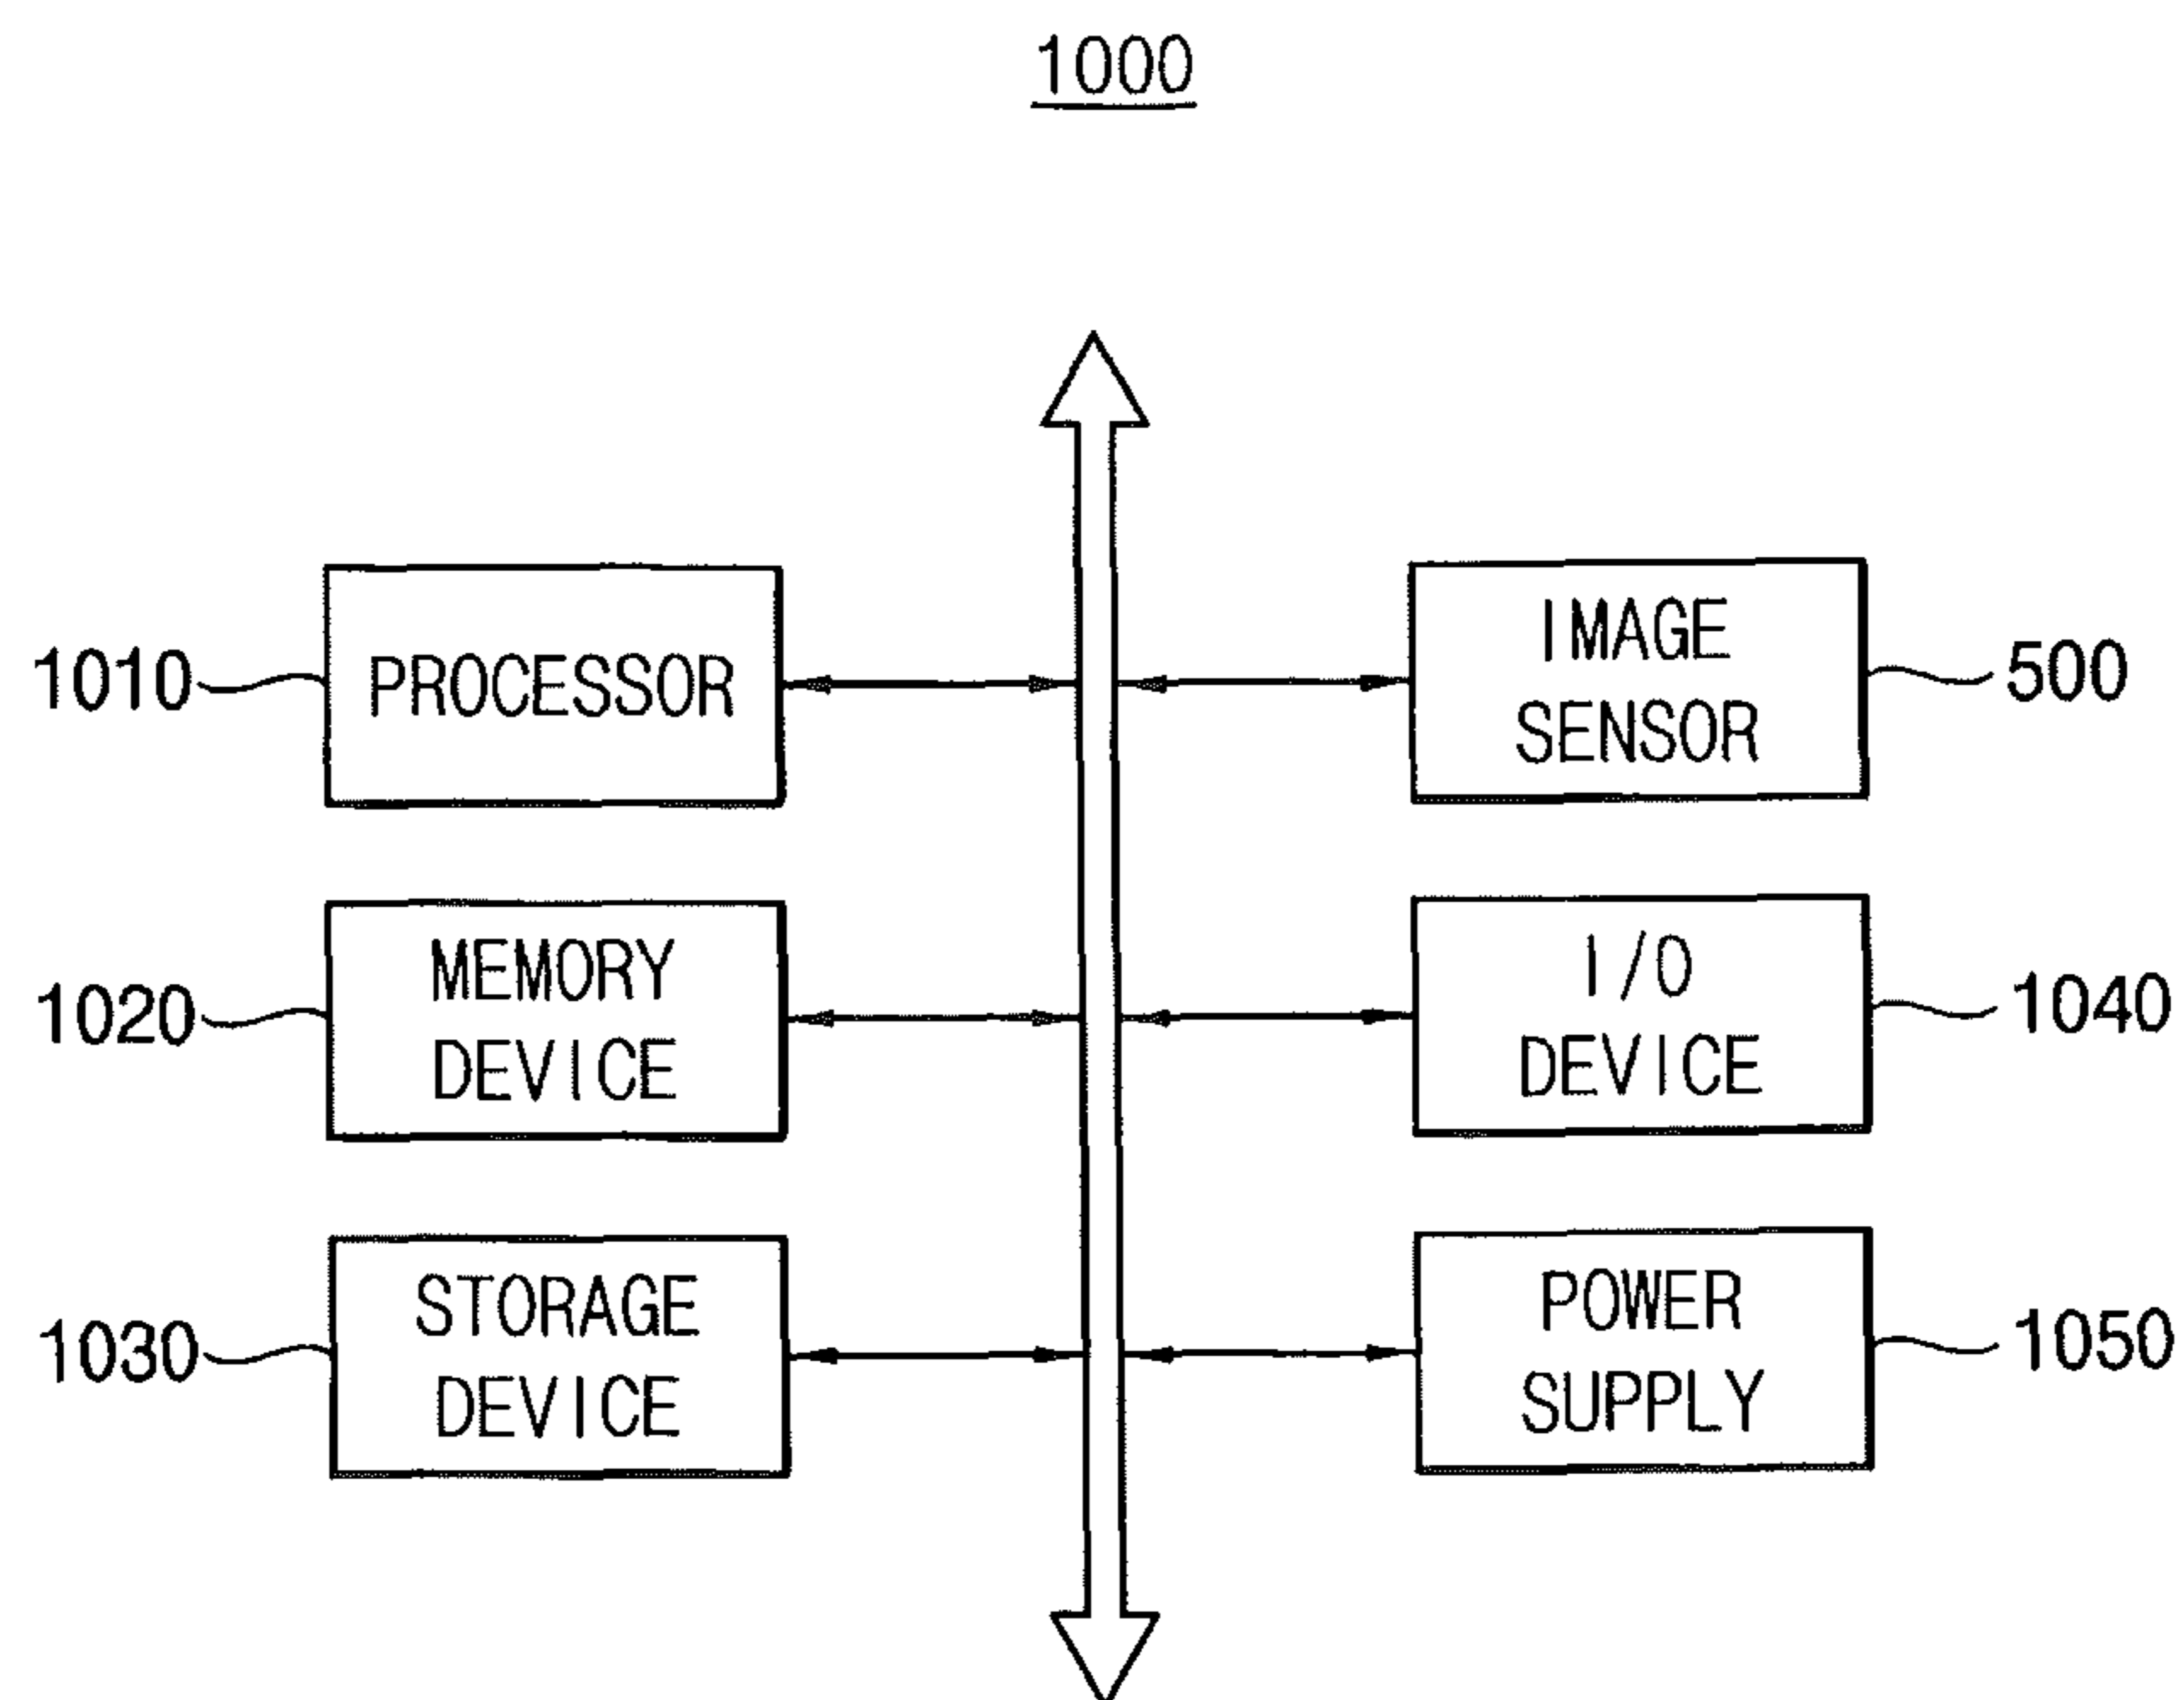 1000
1010
PROCESSOR
IMAGE
SENSOR
500
1020
MEMORY
DEVICE
I/O
DEVICE
1040
1030
STORAGE
DEVICE
POWER
SUPPLY
1050